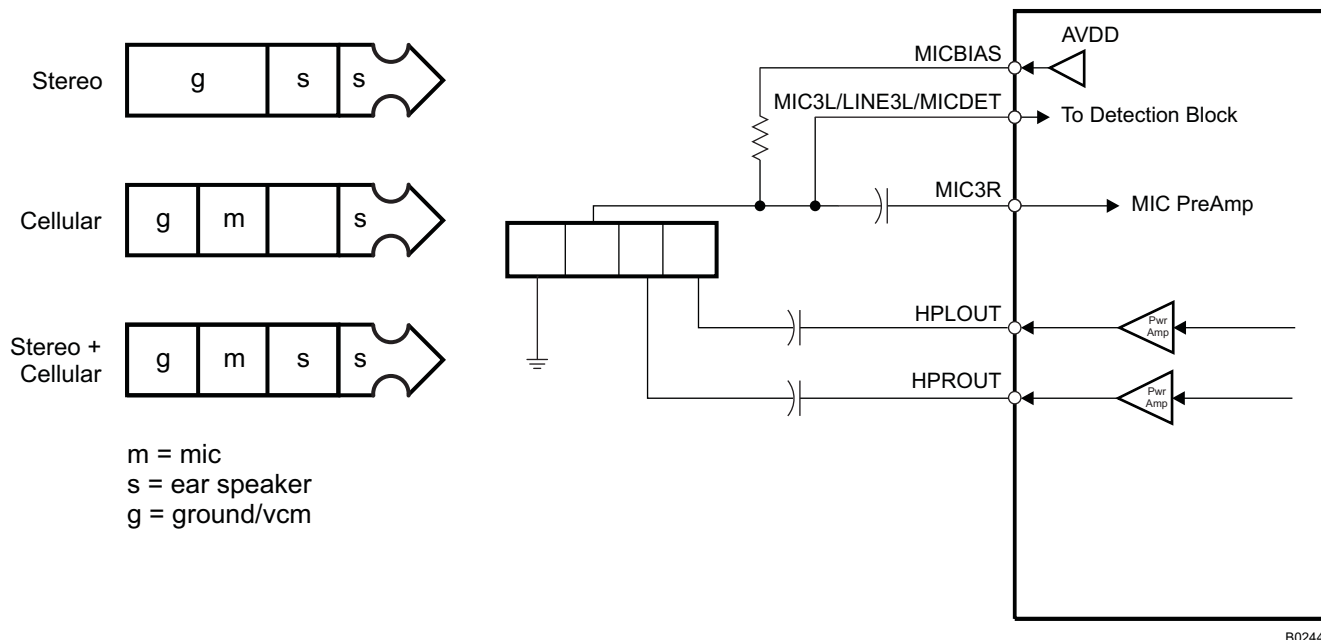 Stereo
g s s
Cellular
g m s
Stereo +
Cellular
g m s s
m = mic
s = ear speaker
g = ground/vcm
MICBIAS
AVDD
MIC3L/LINE3L/MICDET
To Detection Block
MIC3R
MIC PreAmp
HPLOUT
Pwr
Amp
HPROUT
Pwr
Amp
B0244